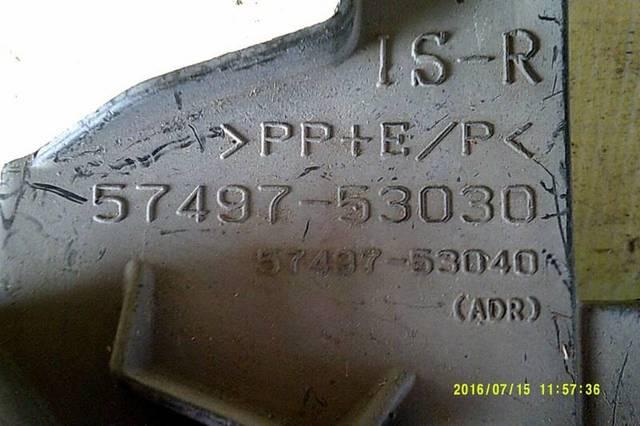 IS-R
>PP+E/P<
57497-53030
57497-53040
(ADR)
2016/07/15 11:57:36